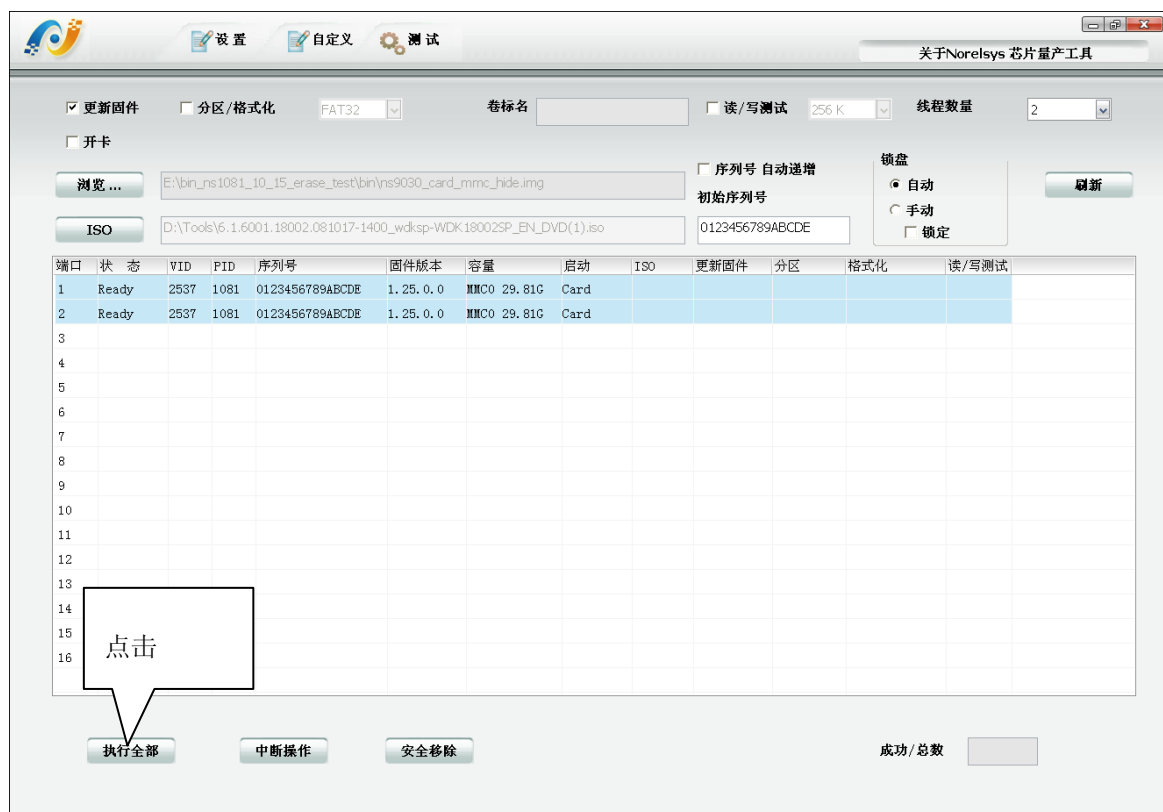 设置 自定义 测试
关于Norelsys 芯片量产工具
更新固件 分区/格式化 FAT32 卷标名 读/写测试 256 K 线程数量 2
开卡
浏览 ... E:\bin_ns1081_10_15_erase_test\bin\ns9030_card_mmc_hide.img
序列号 自动递增
初始序列号
锁盘
自动
手动
锁定
刷新
ISO D:\Tools\6.1.6001.18002.081017-1400_wdksp-WDK18002SP_EN_DVD(1).iso
0123456789ABCDE
端口 状 态 VID PID 序列号 固件版本 容量 启动 ISO 更新固件 分区 格式化 读/写测试
1 Ready 2537 1081 0123456789ABCDE 1.25.0.0 MMC0 29.81G Card
2 Ready 2537 1081 0123456789ABCDE 1.25.0.0 MMC0 29.81G Card
3
4
5
6
7
8
9
10
11
12
13
14
15
16
点击
执行全部 中断操作 安全移除 成功/总数